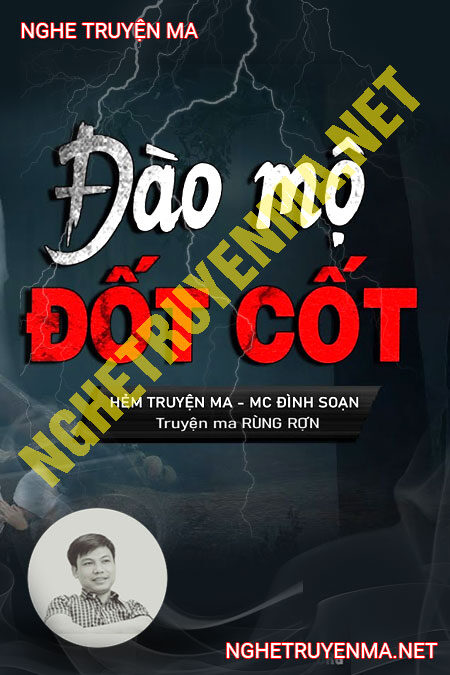 NGHE TRUYỆN MA
NGHETRUYENMA.NET
Đào mộ
ĐỐT CỐT
HẺM TRUYỆN MA – MC ĐÌNH SOẠN
Truyện ma RÙNG RỢN
NGHETRUYENMA.NET